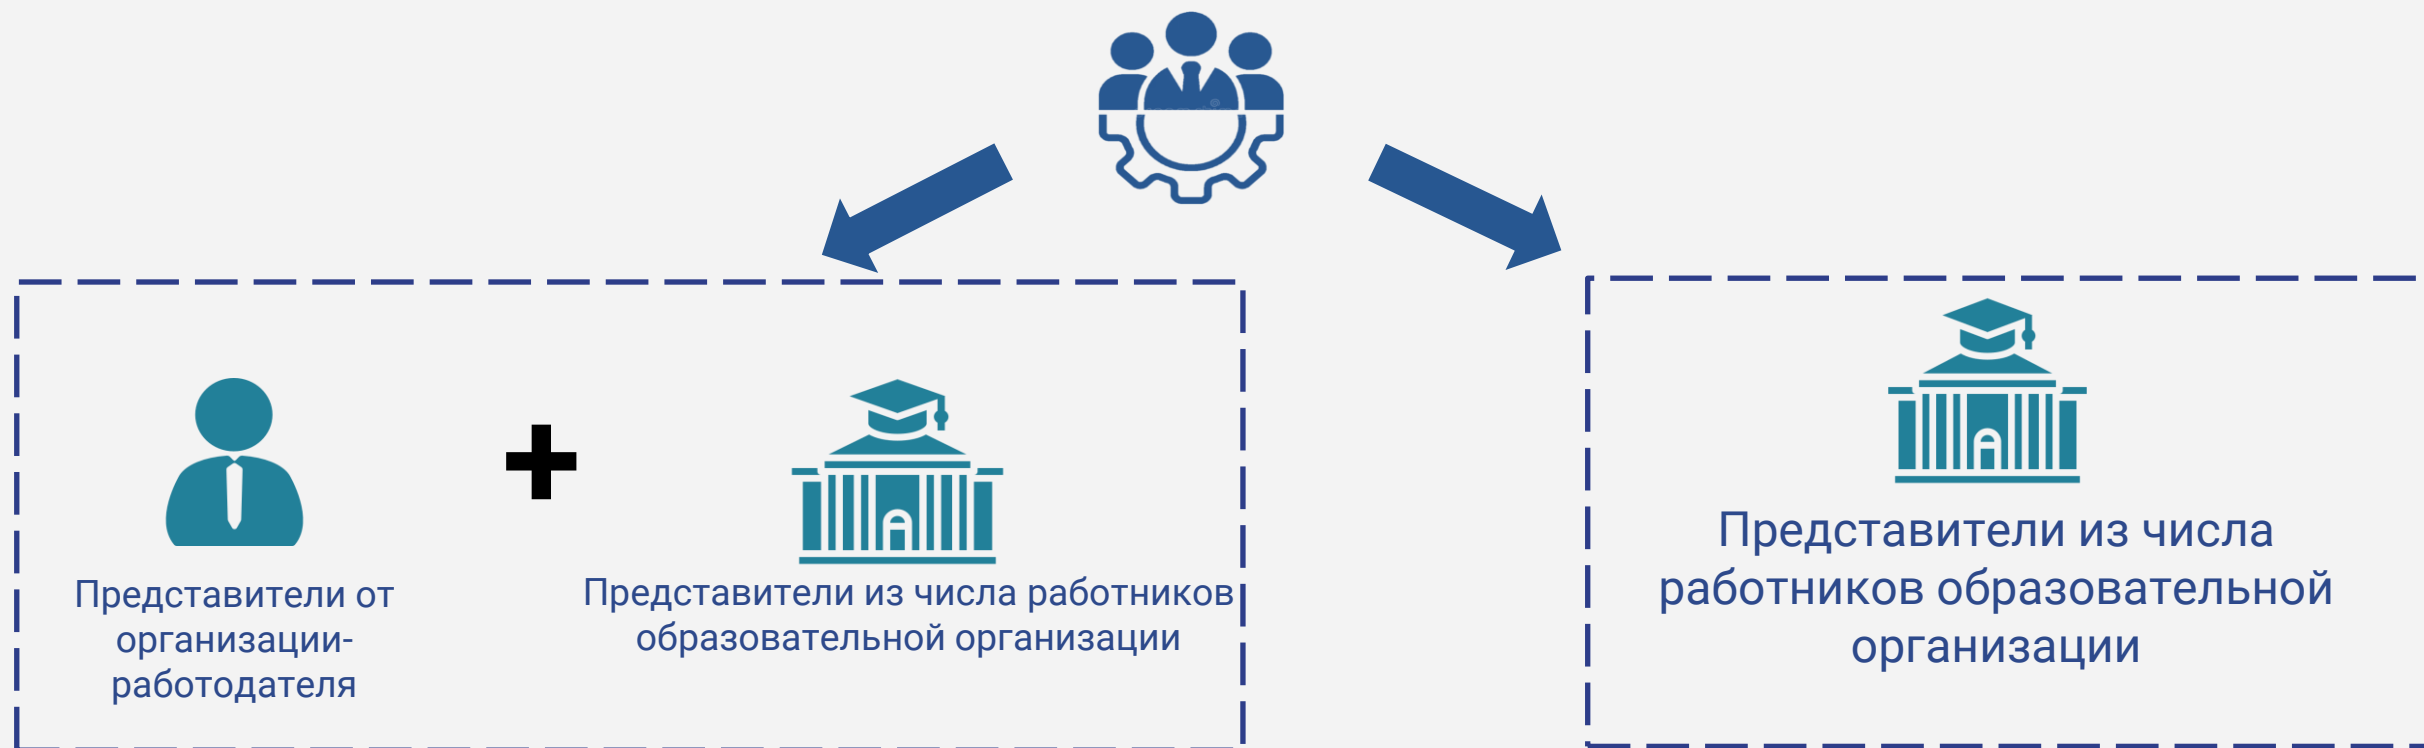 Представители от
организации-
работодателя
Представители из числа работников
образовательной организации
Представители из числа
работников образовательной
организации